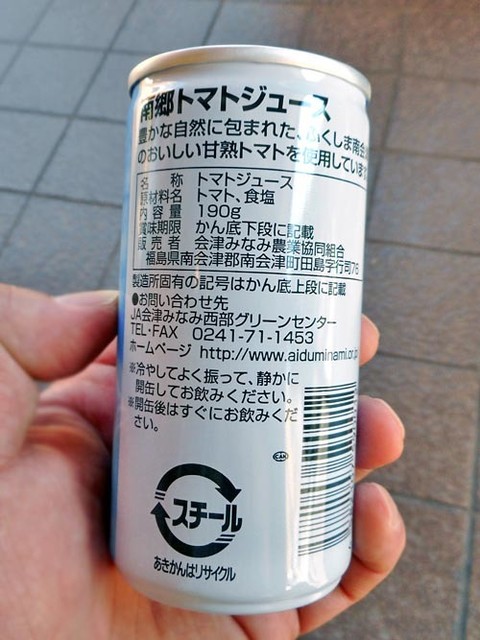 南郷トマトジュース
豊かな自然に包まれた、ふくしま南会
のおいしい甘熟トマトを使用しています
名 称 トマトジュース
原材料名 トマト、食塩
内容量 190g
賞味期限 かん底下段に記載
販売者 会津みなみ農業協同組合
福島県南会津郡南会津町田島字行司76
製造所固有の記号はかん底上段に記載
●お問い合わせ先
JA会津みなみ西部グリーンセンター
TEL・FAX 0241-71-1453
ホームページ http://www.aiduminami.or.jp
※冷やしてよく振って、静かに
開缶してお飲みください。
※開缶後はすぐにお飲みくだ
さい。
スチール
あきかんはリサイクル